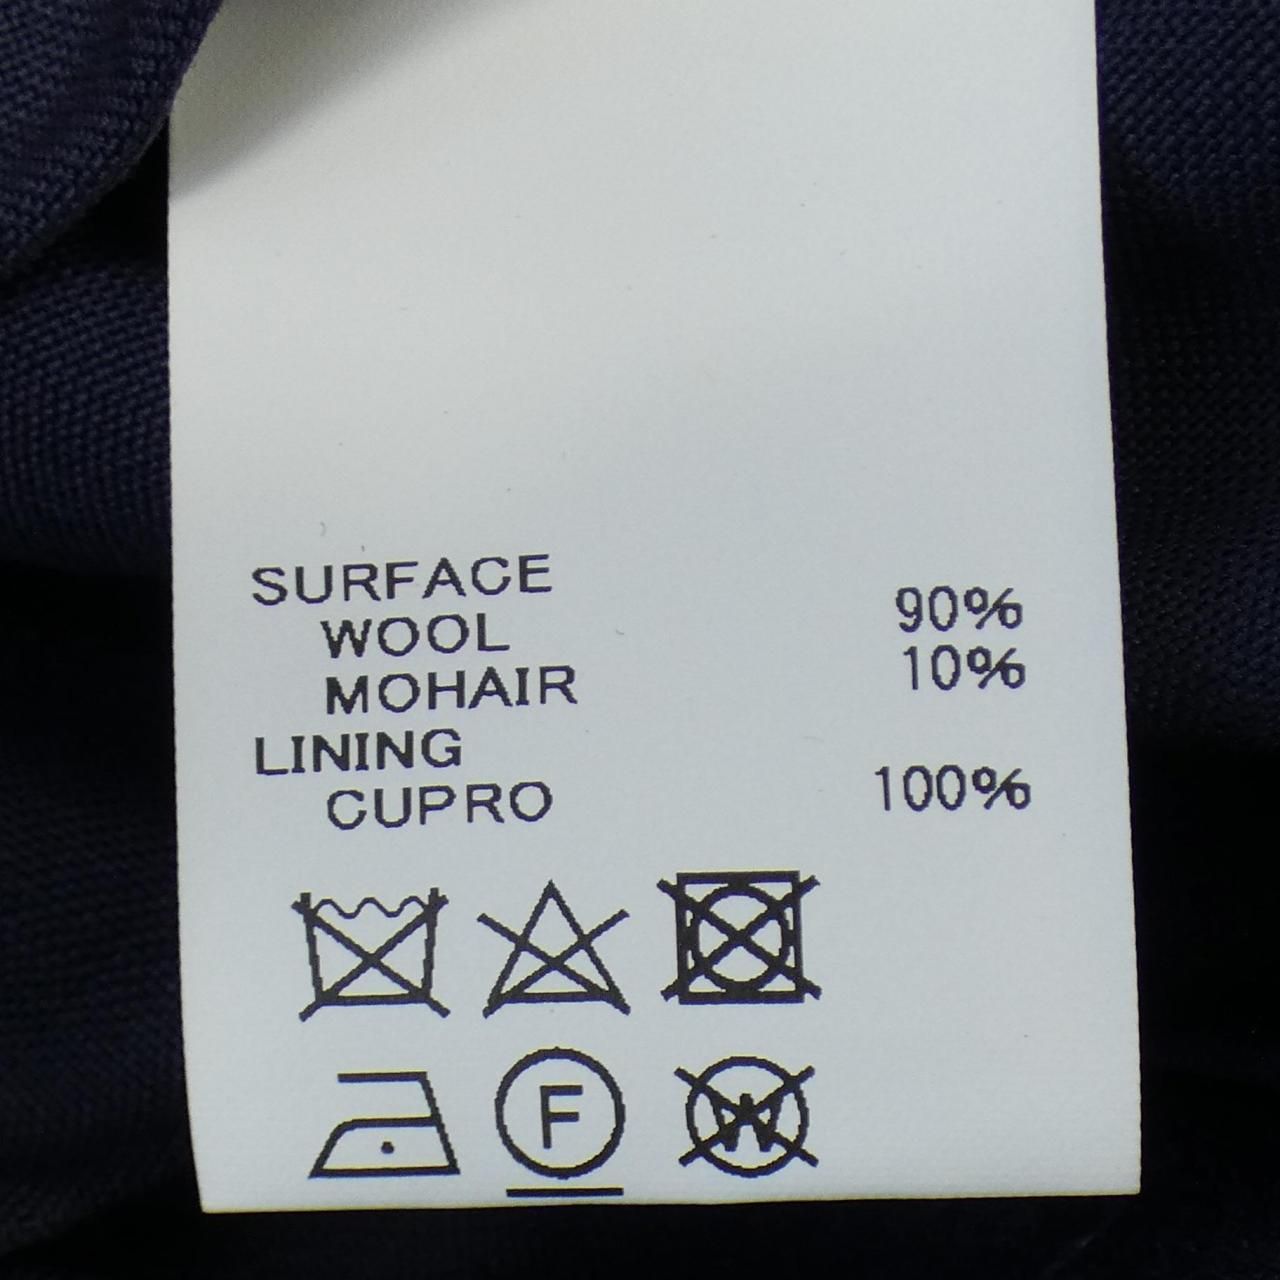 SURFACE
WOOL 90%
MOHAIR 10%
LINING
CUPRO 100%
F
W